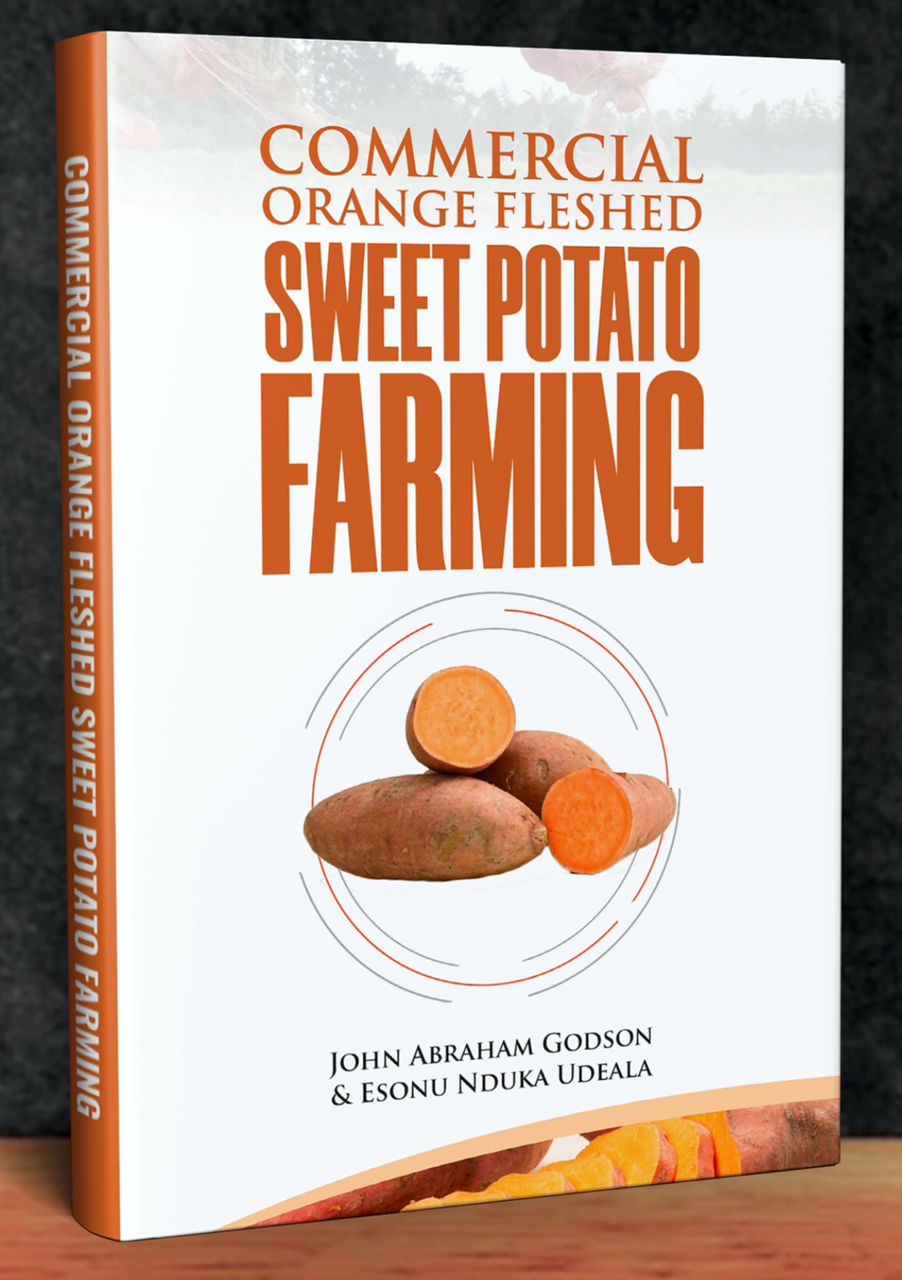 COMMERCIAL
ORANGE FLESHED
SWEET POTATO
FARMING
JOHN ABRAHAM GODSON
& ESONU NDUKA UDEALA
COMMERCIAL ORANGE FLESHED SWEET POTATO FARMING